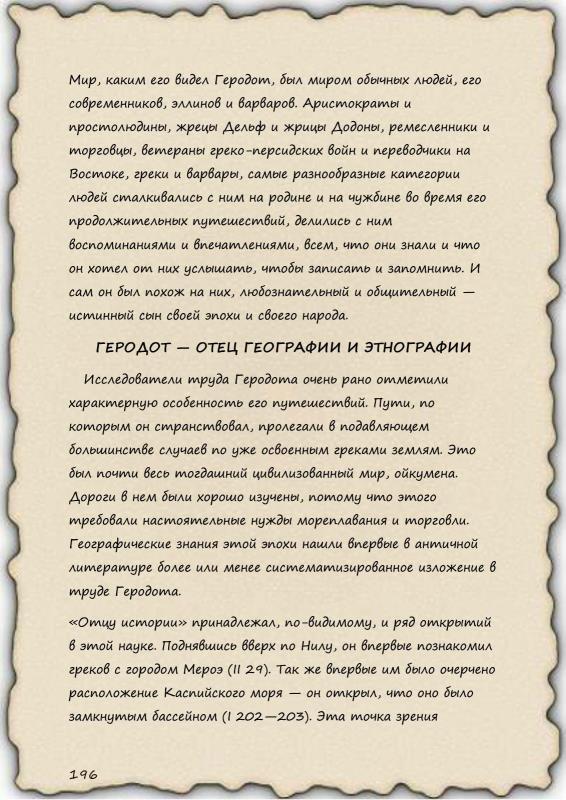 Мир, каким его видел Геродот, был миром обычных людей, его
современников, эллинов и варваров. Аристократы и
простолюдины, жрецы Дельф и жрицы Додоны, ремесленники и
торговцы, ветераны греко-персидских войн и переводчики на
Востоке, греки и варвары, самые разнообразные категории
людей сталкивались с ним на родине и на чужбине во время его
продолжительных путешествий, делились с ним
воспоминаниями и впечатлениями, всем, что они знали и что
он хотел от них услышать, чтобы записать и запомнить. И
сам он был похож на них, любознательный и общительный —
истинный сын своей эпохи и своего народа.
ГЕРОДОТ — ОТЕЦ ГЕОГРАФИИ И ЭТНОГРАФИИ
Исследователи труда Геродота очень рано отметили
характерную особенность его путешествий. Пути, по
которым он странствовал, пролегали в подавляющем
большинстве случаев по уже освоенным греками землям. Это
был почти весь тогдашний цивилизованный мир, ойкумена.
Дороги в нем были хорошо изучены, потому что этого
требовали настоятельные нужды мореплавания и торговли.
Географические знания этой эпохи нашли впервые в античной
литературе более или менее систематизированное изложение в
труде Геродота.
«Отцу истории» принадлежал, по-видимому, и ряд открытий
в этой науке. Поднявшись вверх по Нилу, он впервые познакомил
греков с городом Мероэ (II 29). Так же впервые им было очерчено
расположение Каспийского моря — он открыл, что оно было
замкнутым бассейном (I 202—203). Эта точка зрения
196